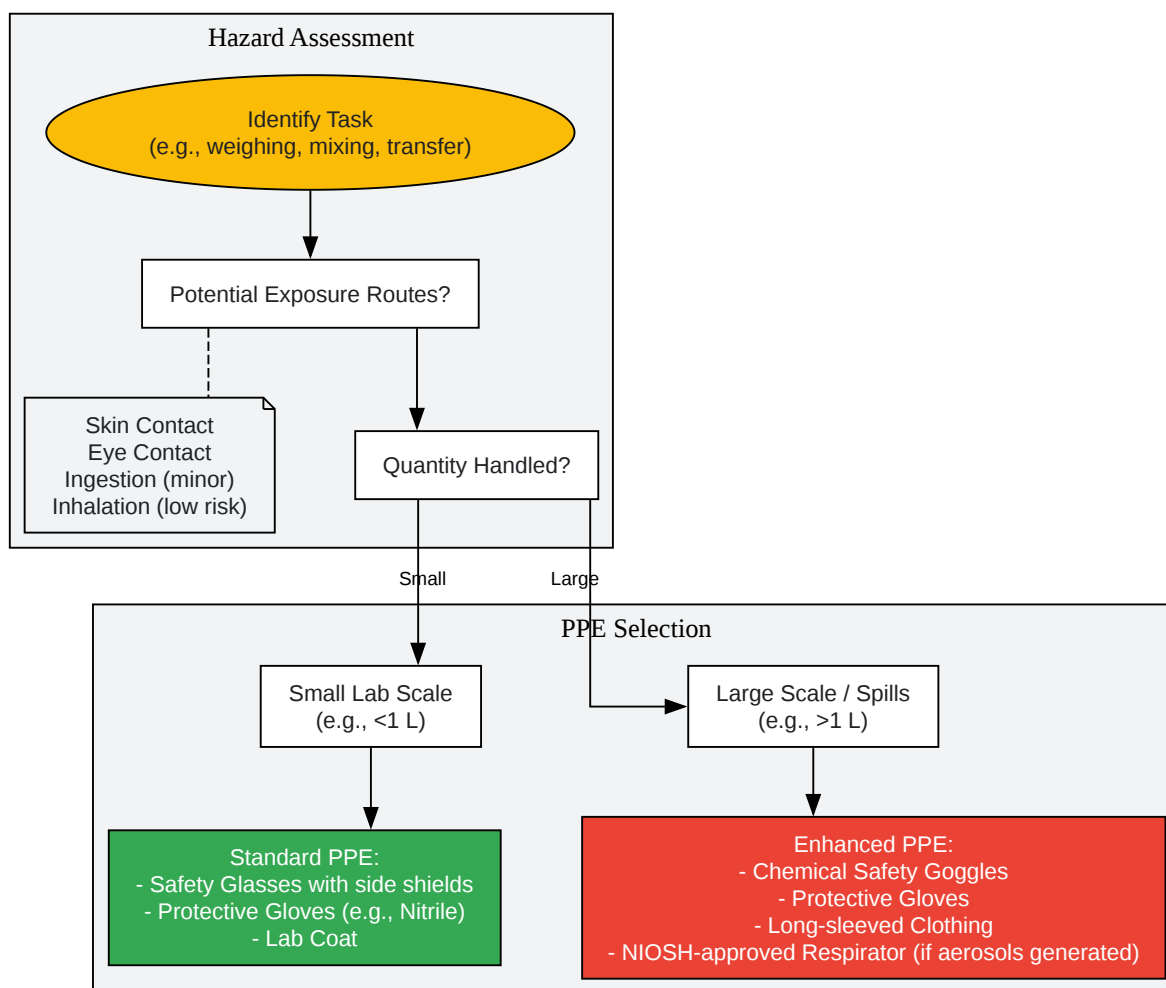 Hazard Assessment
Identify Task
(e.g., weighing, mixing, transfer)
Potential Exposure Routes?
Skin Contact
Eye Contact
Ingestion (minor)
Inhalation (low risk)
Quantity Handled?
Small
Large
PPE Selection
Small Lab Scale
(e.g., <1 L)
Large Scale / Spills
(e.g., >1 L)
Standard PPE:
- Safety Glasses with side shields
- Protective Gloves (e.g., Nitrile)
- Lab Coat
Enhanced PPE:
- Chemical Safety Goggles
- Protective Gloves
- Long-sleeved Clothing
- NIOSH-approved Respirator (if aerosols generated)